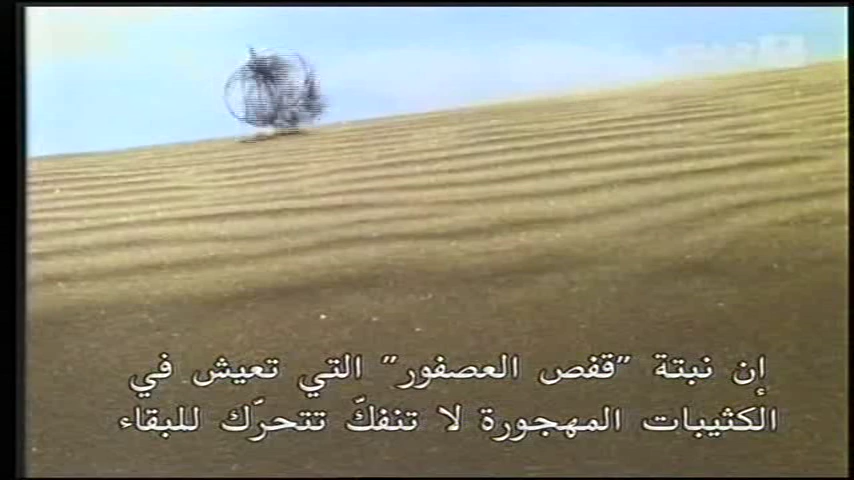 إن نبتة "قفص العصفور" التي تعيش في
الكثيبات المهجورة لا تنفكّ تتحرّك للبقاء